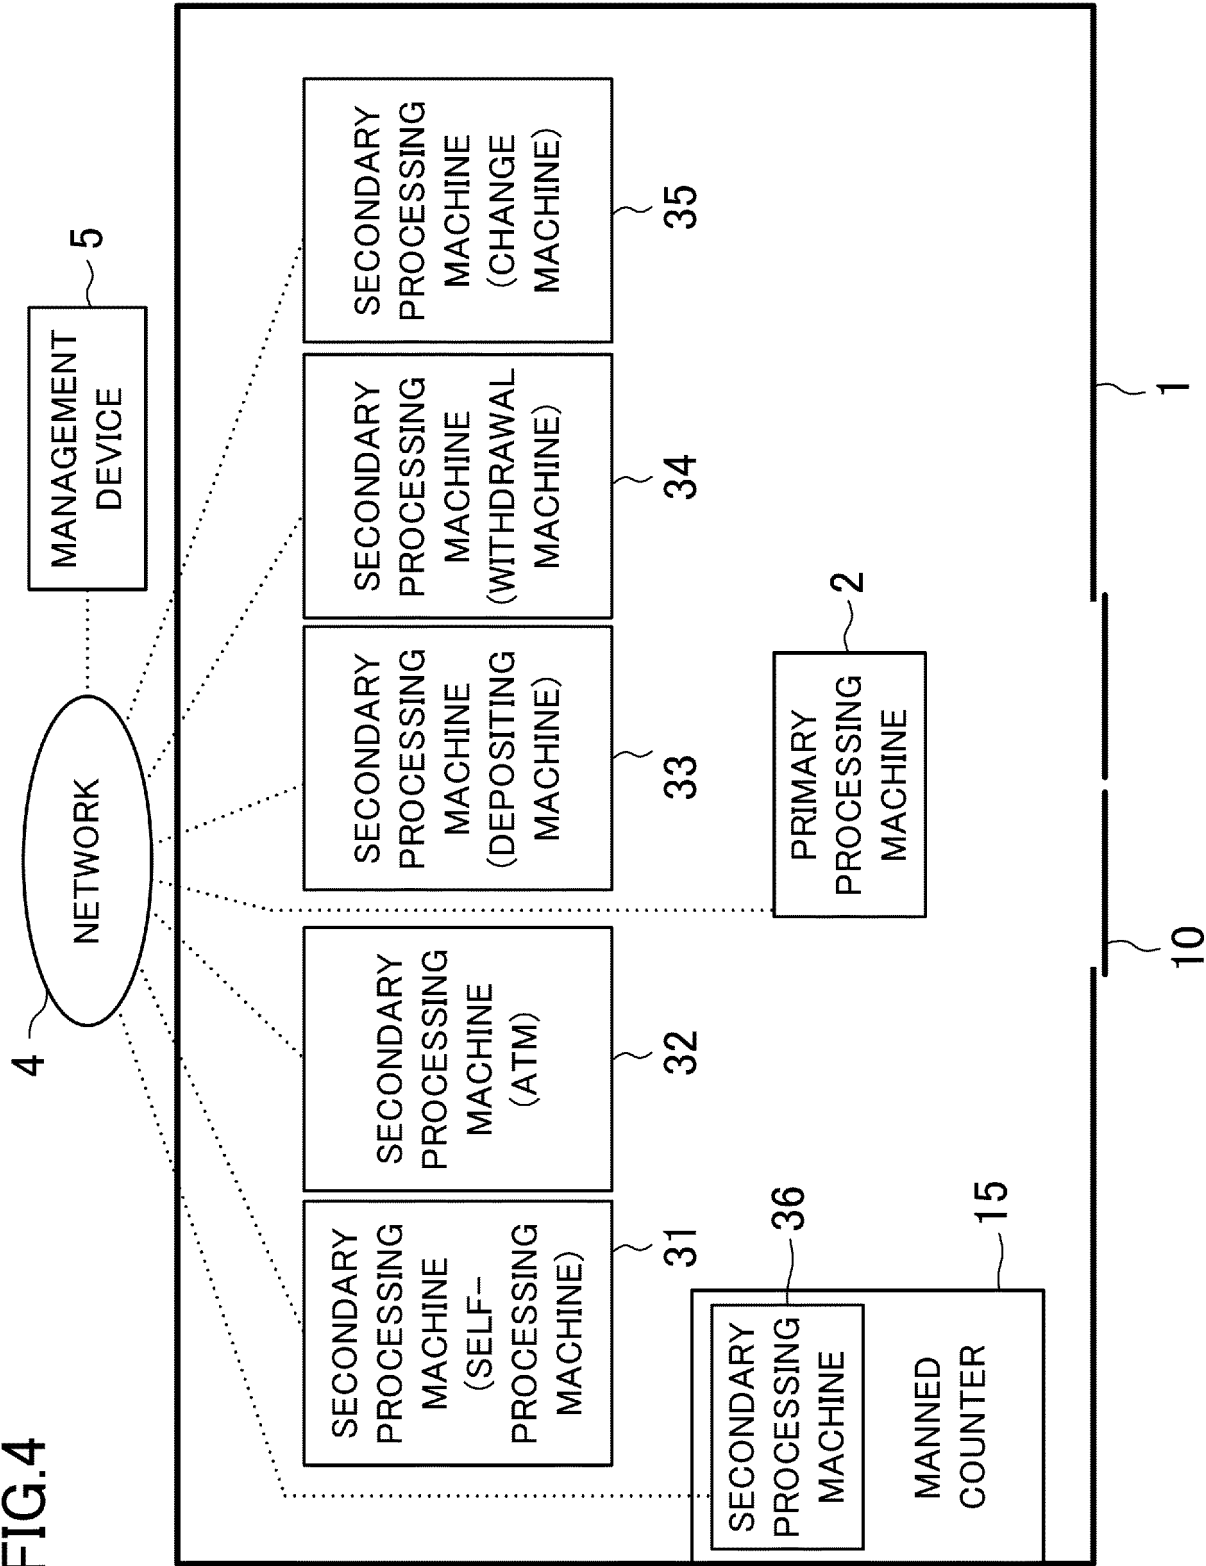 FIG.4
4
NETWORK
MANAGEMENT
DEVICE
5
SECONDARY
PROCESSING
MACHINE
(SELF-
PROCESSING
MACHINE)
31
SECONDARY
PROCESSING
MACHINE
(ATM)
32
SECONDARY
PROCESSING
MACHINE
(DEPOSITING
MACHINE)
33
SECONDARY
PROCESSING
MACHINE
(WITHDRAWAL
MACHINE)
34
SECONDARY
PROCESSING
MACHINE
(CHANGE
MACHINE)
35
SECONDARY
PROCESSING
MACHINE
36
MANNED
COUNTER
15
PRIMARY
PROCESSING
MACHINE
2
10
1